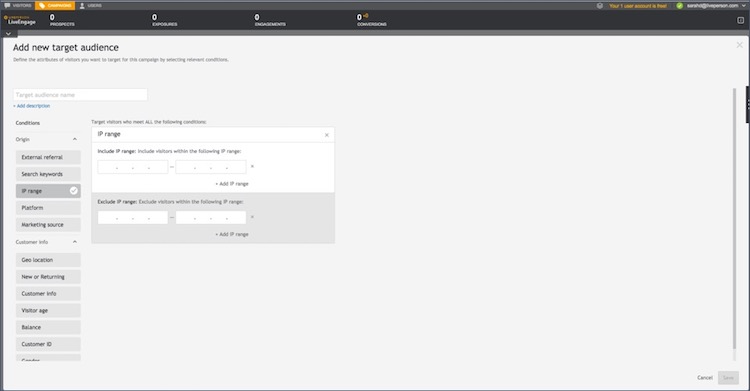 VISITORS CAMPAIGNS USERS Your 1 user account is free! sarahd@liveperson.com
LIVEPERSON
LiveEngage
0 0 0 0
PROSPECTS EXPOSURES ENGAGEMENTS CONVERSIONS
Add new target audience
Define the attributes of visitors you want to target for this campaign by selecting relevant conditions.
Target audience name
+ Add description
Conditions
Target visitors who meet ALL the following conditions:
Origin
External referral
Search keywords
IP range
Platform
Marketing source
Customer info
Geo location
New or Returning
Customer info
Visitor age
Balance
Customer ID
Gender
IP range
Include IP range: Include visitors within the following IP range:
+ Add IP range
Exclude IP range: Exclude visitors within the following IP range:
+ Add IP range
Cancel Save